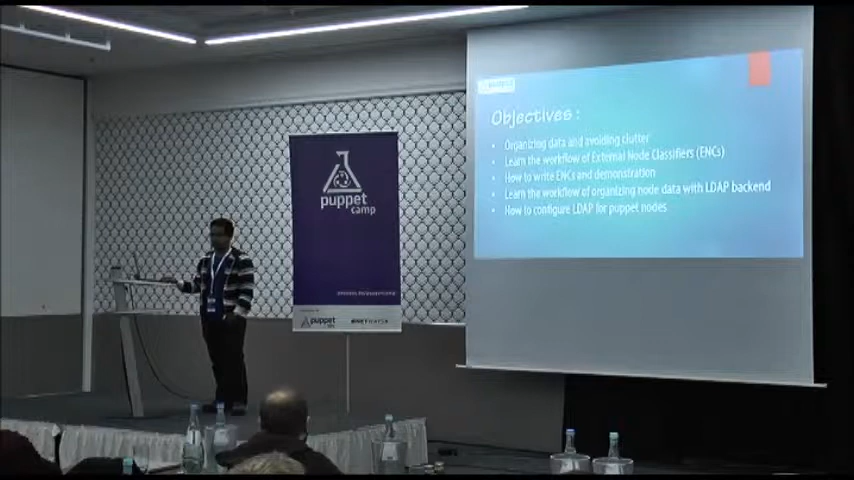 Objectives :
• Organizing data and avoiding clutter
• Learn the workflow of External Node Classifiers (ENCs)
• How to write ENCs and demonstration
• Learn the workflow of organizing node data with LDAP backend
• How to configure LDAP for puppet nodes
puppet
camp
puppet